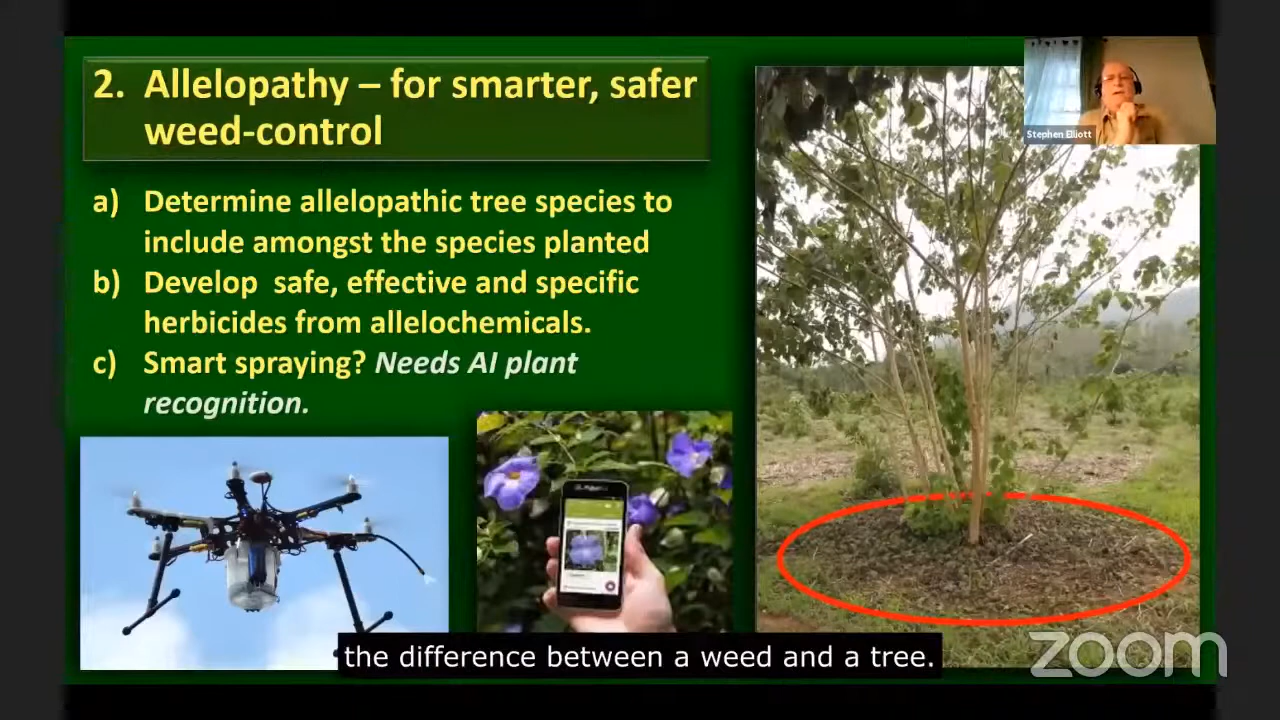 2. Allelopathy – for smarter, safer
weed-control
Stephen Elliott
a) Determine allelopathic tree species to
include amongst the species planted
b) Develop safe, effective and specific
herbicides from allelochemicals.
c) Smart spraying? Needs AI plant
recognition.
the difference between a weed and a tree.
zoom